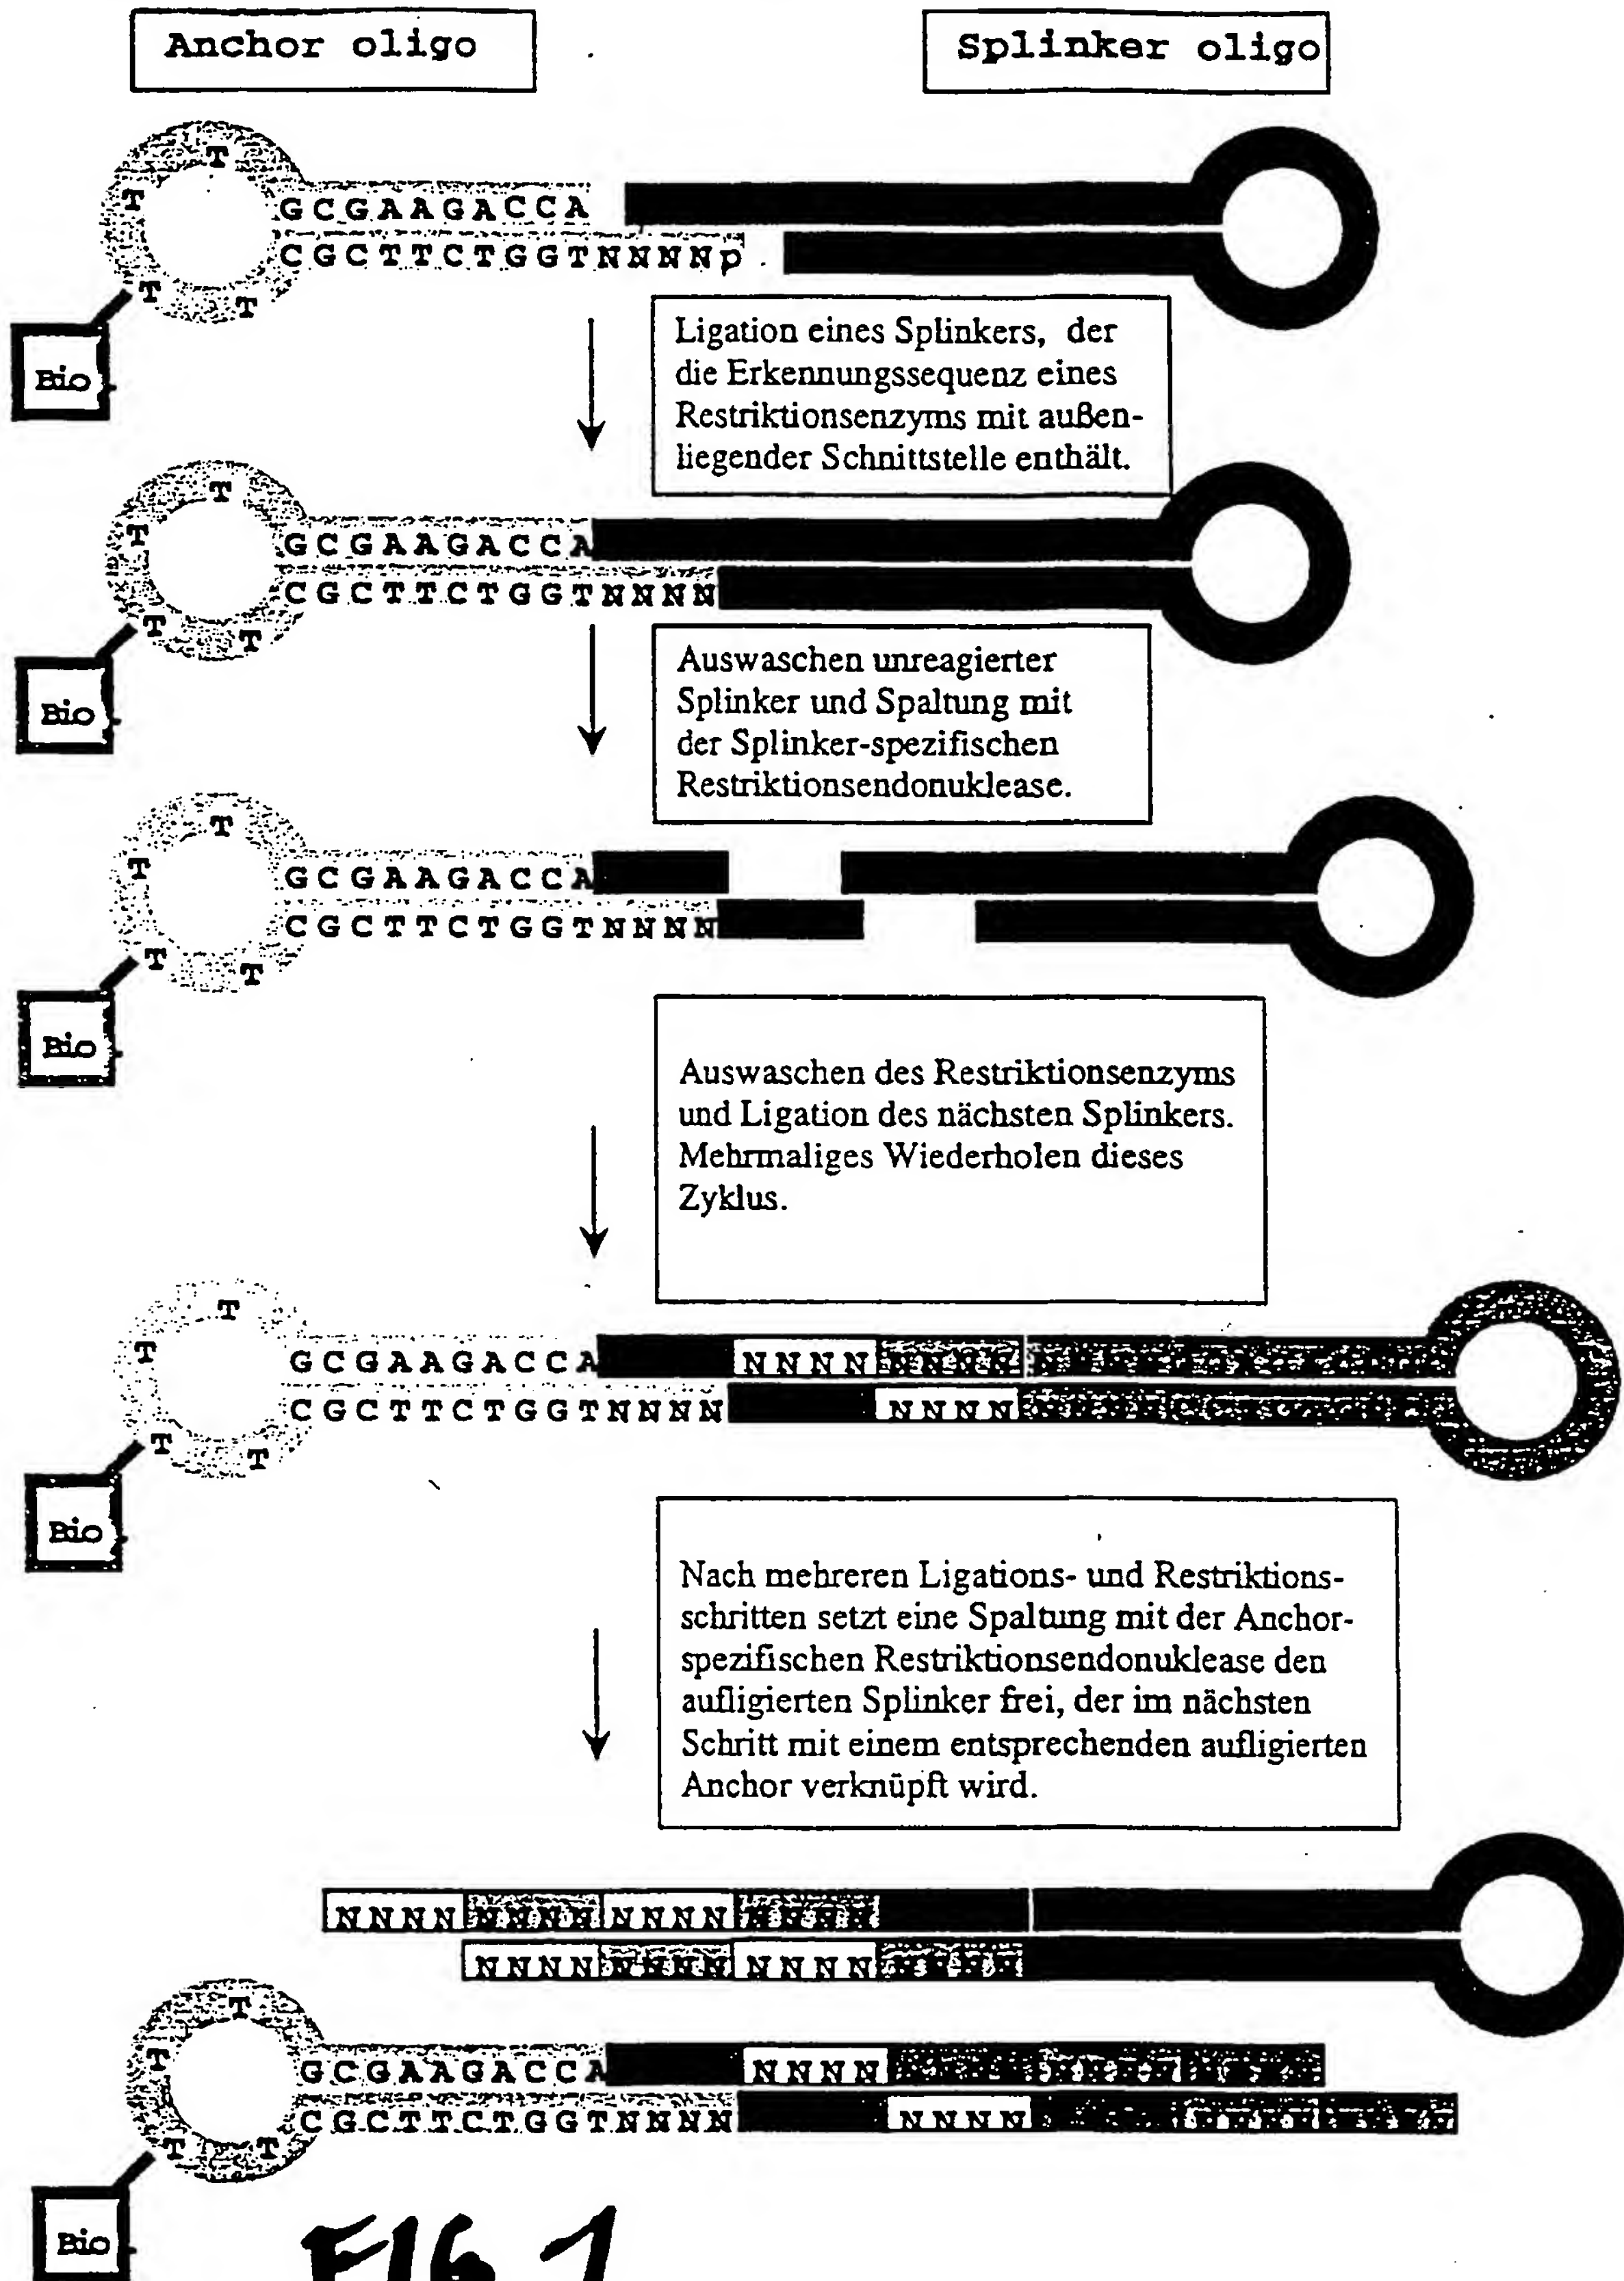 Anchor oligo
Splinker oligo
T
T
GCGAAGACCA
CGCTTCTGGTNNNNp
T
T
Bio
Ligation eines Splinkers, der
die Erkennungssequenz eines
Restriktionsenzyms mit außen-
liegender Schnittstelle enthält.
T
T
GCGAAGACCA
CGCTTCTGGTNNNN
T
T
Bio
Auswaschen unreagierter
Splinker und Spaltung mit
der Splinker-spezifischen
Restriktionsendonuklease.
T
T
GCGAAGACCA
CGCTTCTGGTNNNN
T
T
Bio
Auswaschen des Restriktionsenzyms
und Ligation des nächsten Splinkers.
Mehrmaliges Wiederholen dieses
Zyklus.
T
T
GCGAAGACCA NNNN NNNN
CGCTTCTGGTNNNN NNNN
T
T
Bio
Nach mehreren Ligations- und Restriktions-
schritten setzt eine Spaltung mit der Anchor-
spezifischen Restriktionsendonuklease den
aufligierten Splinker frei, der im nächsten
Schritt mit einem entsprechenden aufligierten
Anchor verknüpft wird.
NNNN NNNN NNNN NNNN
NNNN NNNN NNNN NNNN
T
T
GCGAAGACCA NNNN
CGCTTCTGGTNNNN NNNN
T
T
Bio
FIG 1